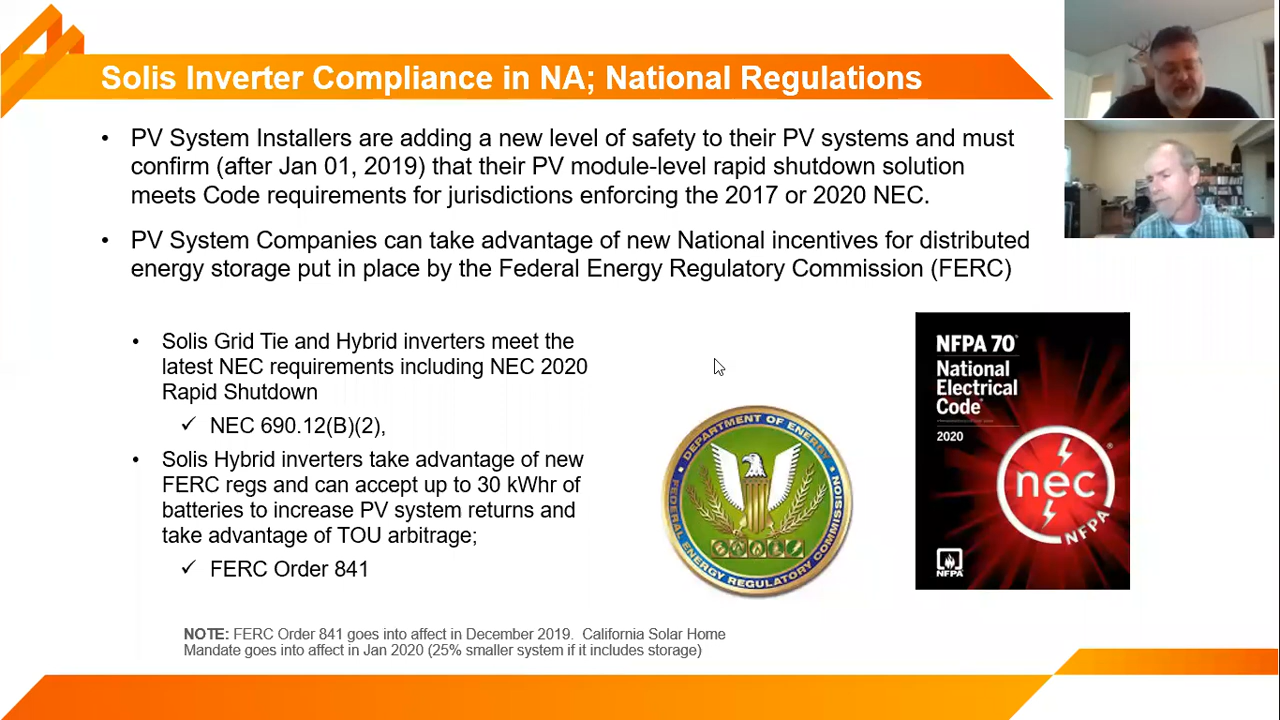 Solis Inverter Compliance in NA; National Regulations
• PV System Installers are adding a new level of safety to their PV systems and must
confirm (after Jan 01, 2019) that their PV module-level rapid shutdown solution
meets Code requirements for jurisdictions enforcing the 2017 or 2020 NEC.
• PV System Companies can take advantage of new National incentives for distributed
energy storage put in place by the Federal Energy Regulatory Commission (FERC)
• Solis Grid Tie and Hybrid inverters meet the
latest NEC requirements including NEC 2020
Rapid Shutdown
✓ NEC 690.12(B)(2),
• Solis Hybrid inverters take advantage of new
FERC regs and can accept up to 30 kWhr of
batteries to increase PV system returns and
take advantage of TOU arbitrage;
✓ FERC Order 841
NOTE: FERC Order 841 goes into affect in December 2019. California Solar Home
Mandate goes into affect in Jan 2020 (25% smaller system if it includes storage)
DEPARTMENT OF ENERGY
FEDERAL ENERGY REGULATORY COMMISSION
NFPA 70®
National
Electrical
Code®
2020
nec®
NFPA
NFPA